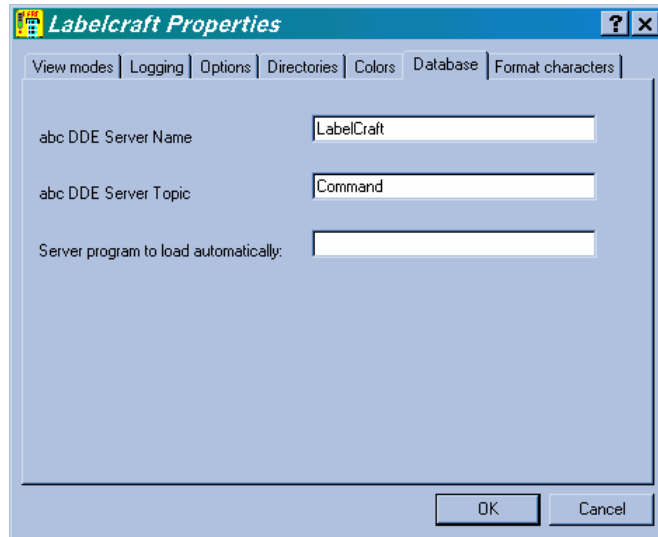 Labelcraft Properties
View modes Logging Options Directories Colors Database Format characters
abc DDE Server Name LabelCraft
abc DDE Server Topic Command
Server program to load automatically:
OK Cancel